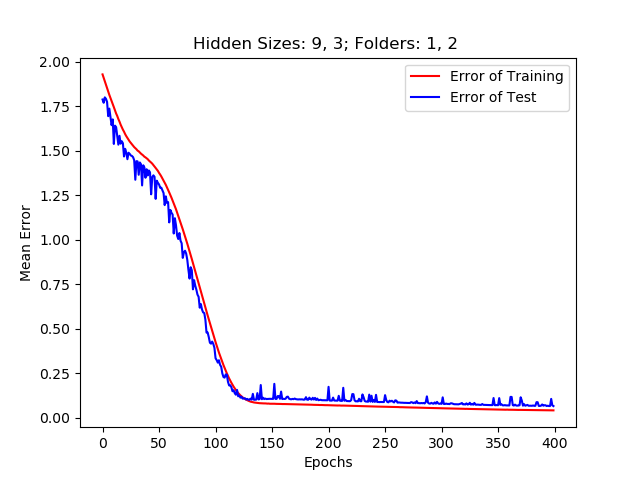 Hidden Sizes: 9, 3; Folders: 1, 2
2.00
1.75
1.50
1.25
1.00
0.75
0.50
0.25
0.00
Mean Error
Error of Training
Error of Test
0 50 100 150 200 250 300 350 400
Epochs